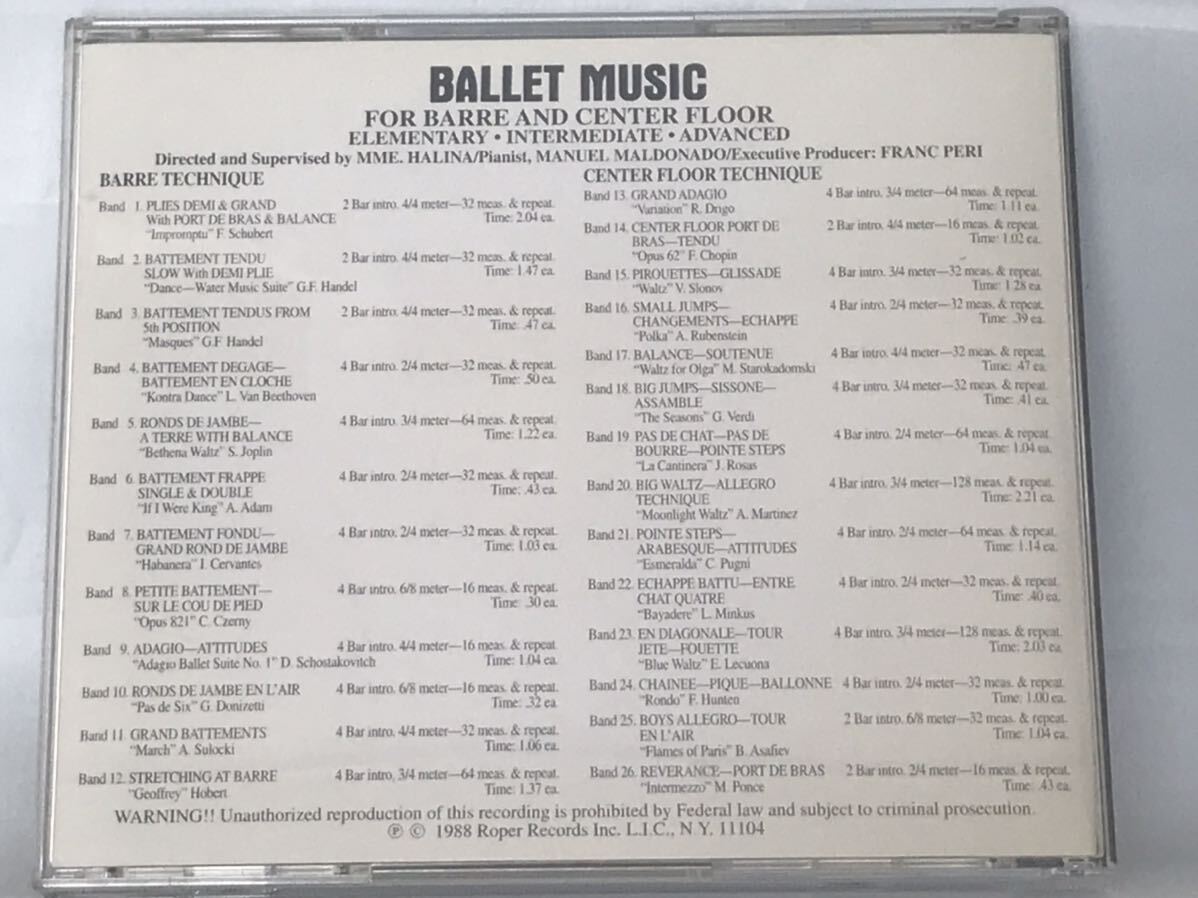 BALLET MUSIC
FOR BARRE AND CENTER FLOOR
ELEMENTARY • INTERMEDIATE • ADVANCED
Directed and Supervised by MME. HALINA/Pianist, MANUEL MALDONADO/Executive Producer: FRANC PERI
BARRE TECHNIQUE
Band 1. PLIES DEMI & GRAND 2 Bar intro. 4/4 meter—32 meas. & repeat.
With PORT DE BRAS & BALANCE Time: 2.04 ea.
"Impromptu" F. Schubert
Band 2. BATTEMENT TENDU 2 Bar intro. 4/4 meter—32 meas. & repeat.
SLOW With DEMI PLIE Time: 1.47 ea.
"Dance—Water Music Suite" G.F. Handel
Band 3. BATTEMENT TENDUS FROM 2 Bar intro. 4/4 meter—32 meas. & repeat.
5th POSITION Time: .47 ea.
"Masques" G.F Handel
Band 4. BATTEMENT DEGAGE— 4 Bar intro. 2/4 meter—32 meas. & repeat.
BATTEMENT EN CLOCHE Time: .50 ea.
"Kontra Dance" L. Van Beethoven
Band 5. RONDS DE JAMBE— 4 Bar intro. 3/4 meter—64 meas. & repeat.
A TERRE WITH BALANCE Time: 1.22 ea.
"Bethena Waltz" S. Joplin
Band 6. BATTEMENT FRAPPE 4 Bar intro. 2/4 meter—32 meas. & repeat.
SINGLE & DOUBLE Time: .43 ea.
"If I Were King" A. Adam
Band 7. BATTEMENT FONDU— 4 Bar intro. 2/4 meter—32 meas. & repeat.
GRAND ROND DE JAMBE Time: 1.03 ea.
"Habanera" I. Cervantes
Band 8. PETITE BATTEMENT— 4 Bar intro. 6/8 meter—16 meas. & repeat.
SUR LE COU DE PIED Time: .30 ea.
"Opus 821" C. Czerny
Band 9. ADAGIO—ATTITUDES 4 Bar intro. 4/4 meter—16 meas. & repeat.
"Adagio Ballet Suite No. 1" D. Schostakovitch Time: 1.04 ea.
Band 10. RONDS DE JAMBE EN L'AIR 4 Bar intro. 6/8 meter—16 meas. & repeat.
"Pas de Six" G. Donizetti Time: .32 ea.
Band 11. GRAND BATTEMENTS 4 Bar intro. 4/4 meter—32 meas. & repeat.
"March" A. Sulocki Time: 1.06 ea.
Band 12. STRETCHING AT BARRE 4 Bar intro. 3/4 meter—64 meas. & repeat.
"Geoffrey" Hobert Time: 1.37 ea.
CENTER FLOOR TECHNIQUE
Band 13. GRAND ADAGIO 4 Bar intro. 3/4 meter—64 meas. & repeat.
"Variation" R. Drigo Time: 1.11 ea.
Band 14. CENTER FLOOR PORT DE 2 Bar intro. 4/4 meter—16 meas. & repeat.
BRAS—TENDU Time: 1.02 ea.
"Opus 62" F. Chopin
Band 15. PIROUETTES—GLISSADE 4 Bar intro. 3/4 meter—32 meas. & repeat.
"Waltz" V. Slonov Time: 1.28 ea.
Band 16. SMALL JUMPS— 4 Bar intro. 2/4 meter—32 meas. & repeat.
CHANGEMENTS—ECHAPPE Time: .39 ea.
"Polka" A. Rubenstein
Band 17. BALANCE—SOUTENUE 4 Bar intro. 4/4 meter—32 meas. & repeat.
"Waltz for Olga" M. Starokadomski Time: .47 ea.
Band 18. BIG JUMPS—SISSONE— 4 Bar intro. 3/4 meter—32 meas. & repeat.
ASSAMBLE Time: .41 ea.
"The Seasons" G. Verdi
Band 19. PAS DE CHAT—PAS DE 4 Bar intro. 2/4 meter—64 meas. & repeat.
BOURRE—POINTE STEPS Time: 1.04 ea.
"La Cantinera" J. Rosas
Band 20. BIG WALTZ—ALLEGRO 4 Bar intro. 3/4 meter—128 meas. & repeat.
TECHNIQUE Time: 2.21 ea.
"Moonlight Waltz" A. Martinez
Band 21. POINTE STEPS— 4 Bar intro. 2/4 meter—64 meas. & repeat.
ARABESQUE—ATTITUDES Time: 1.14 ea.
"Esmeralda" C. Pugni
Band 22. ECHAPPE BATTU—ENTRE 4 Bar intro. 2/4 meter—32 meas. & repeat.
CHAT QUATRE Time: .40 ea.
"Bayadere" L. Minkus
Band 23. EN DIAGONALE—TOUR 4 Bar intro. 3/4 meter—128 meas. & repeat.
JETE—FOUETTE Time: 2.03 ea.
"Blue Waltz" E. Lecuona
Band 24. CHAINEE—PIQUE—BALLONNE 4 Bar intro. 2/4 meter—32 meas. & repeat.
"Rondo" F. Hunten Time: 1.00 ea.
Band 25. BOYS ALLEGRO—TOUR 2 Bar intro. 6/8 meter—32 meas. & repeat.
EN L'AIR Time: 1.04 ea.
"Flames of Paris" B. Asafiev
Band 26. REVERANCE—PORT DE BRAS 2 Bar intro. 2/4 meter—16 meas. & repeat.
"Intermezzo" M. Ponce Time: .43 ea.
WARNING!! Unauthorized reproduction of this recording is prohibited by Federal law and subject to criminal prosecution.
℗ © 1988 Roper Records Inc. L.I.C., N.Y. 11104